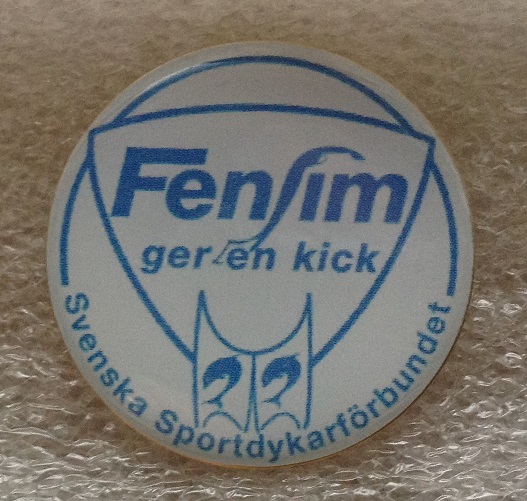 Fensim
ger en kick
Svenska Sportdykarförbundet